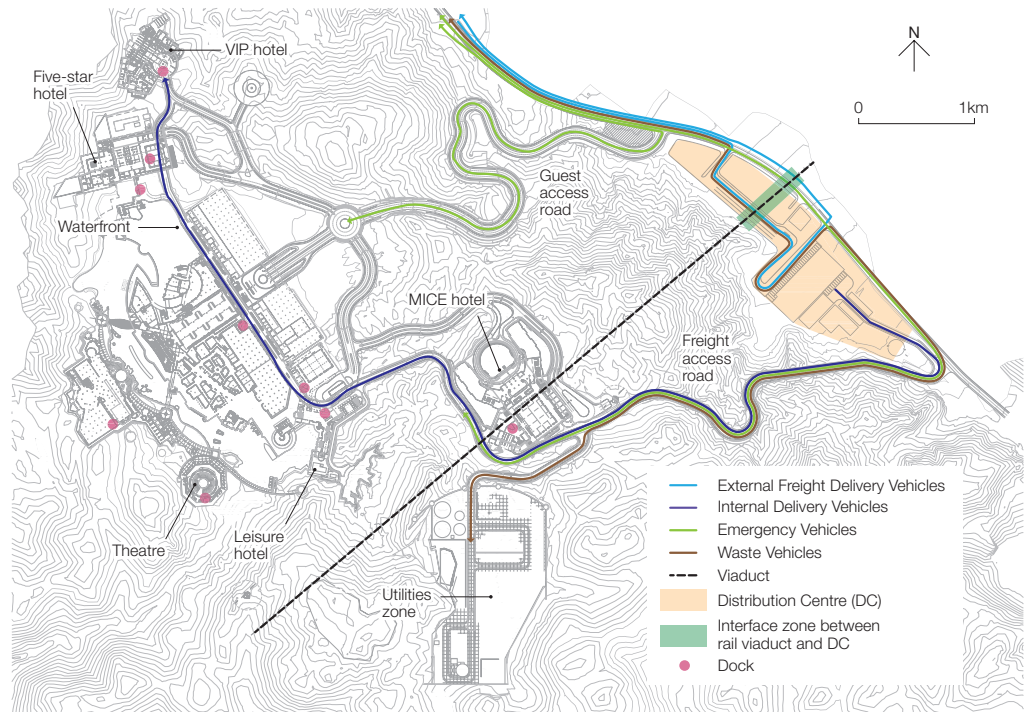 VIP hotel
N
Five-star
hotel
0
1km
Guest
access
road
Waterfront
MICE hotel
Freight
access
road
External Freight Delivery Vehicles
Internal Delivery Vehicles
Emergency Vehicles
Waste Vehicles
Viaduct
Distribution Centre (DC)
Interface zone between
rail viaduct and DC
Dock
Theatre
Leisure
hotel
Utilities
zone